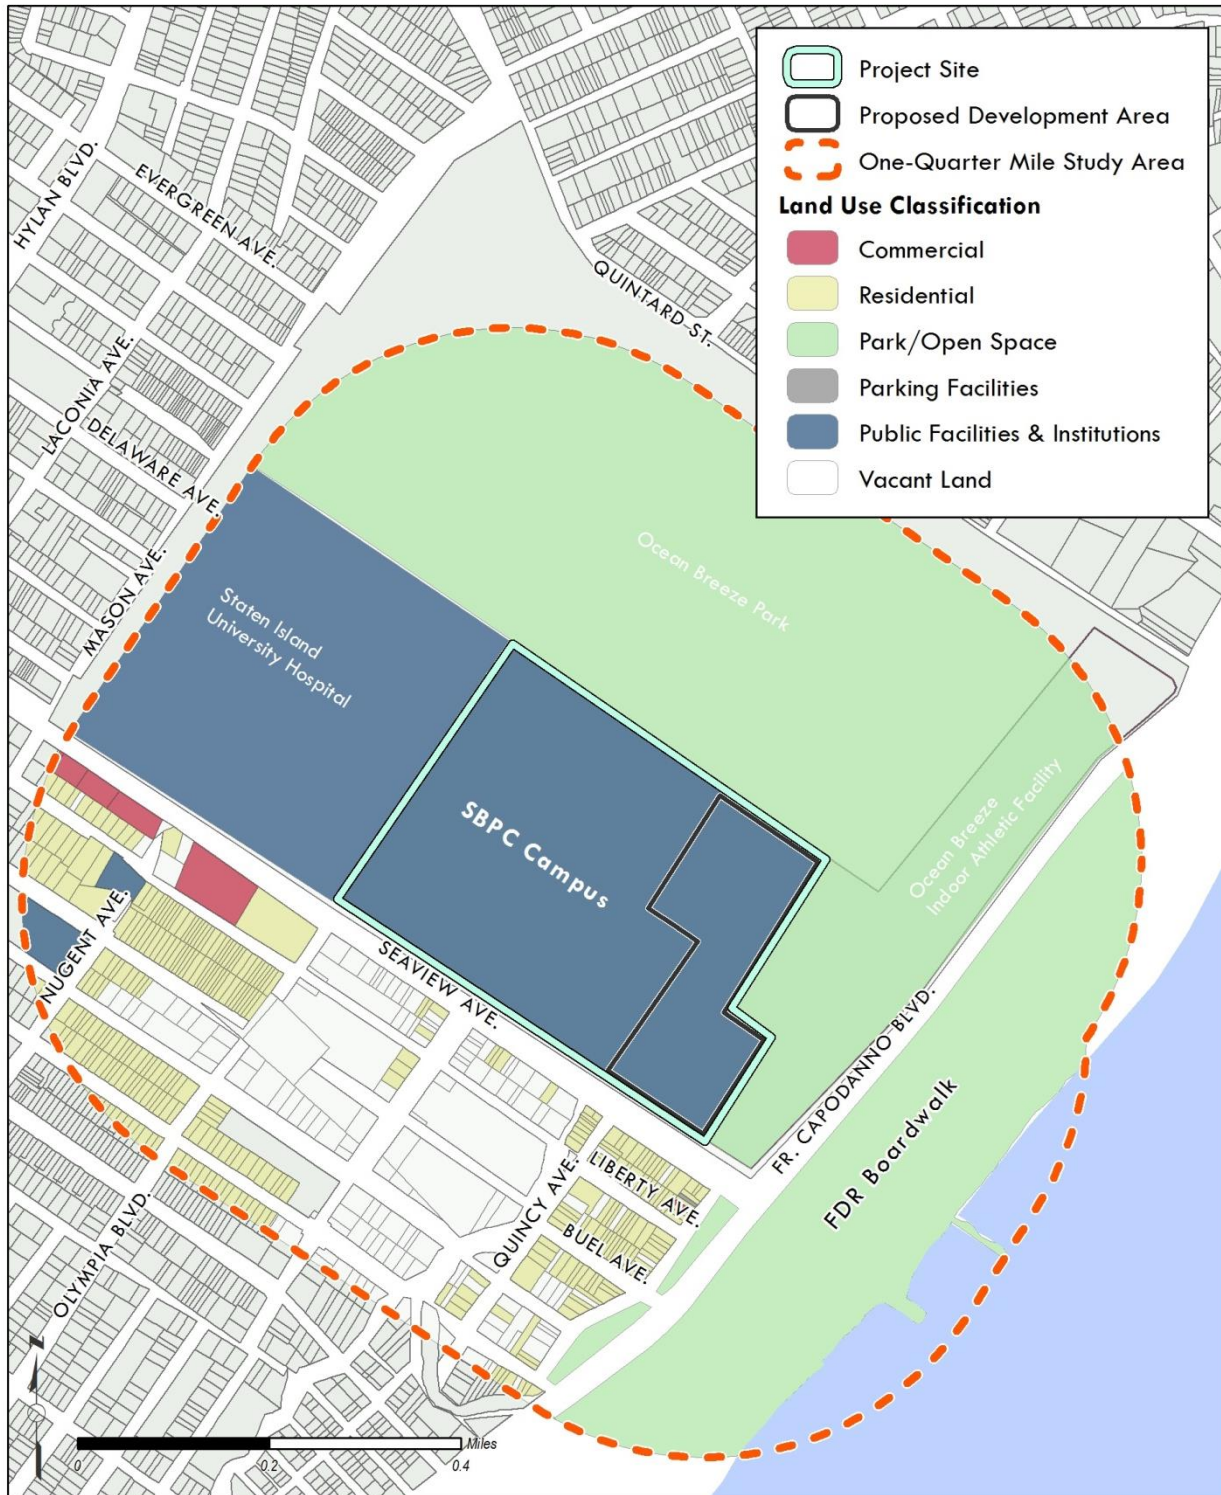 Project Site
Proposed Development Area
One-Quarter Mile Study Area
Land Use Classification
Commercial
Residential
Park/Open Space
Parking Facilities
Public Facilities & Institutions
Vacant Land
HYLAN BLVD.
EVERGREEN AVE.
QUINTARD ST.
LACONIA AVE.
DELAWARE AVE.
MASON AVE.
Ocean Breeze Park
Staten Island
University Hospital
SBPC Campus
Ocean Breeze
Indoor Athletic Facility
NUGENT AVE.
SEAVIEW AVE.
FR. CAPODANNO BLVD.
FDR Boardwalk
LIBERTY AVE.
QUINCY AVE.
BUEL AVE.
OLYMPIA BLVD.
N
Miles
0
0.2
0.4